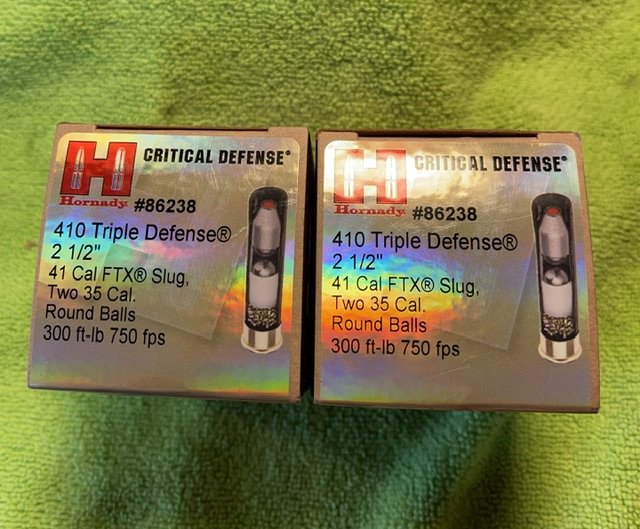 CRITICAL DEFENSE®
Hornady #86238
410 Triple Defense®
2 1/2"
41 Cal FTX® Slug,
Two 35 Cal.
Round Balls
300 ft-lb 750 fps
CRITICAL DEFENSE®
Hornady #86238
410 Triple Defense®
2 1/2"
41 Cal FTX® Slug,
Two 35 Cal.
Round Balls
300 ft-lb 750 fps